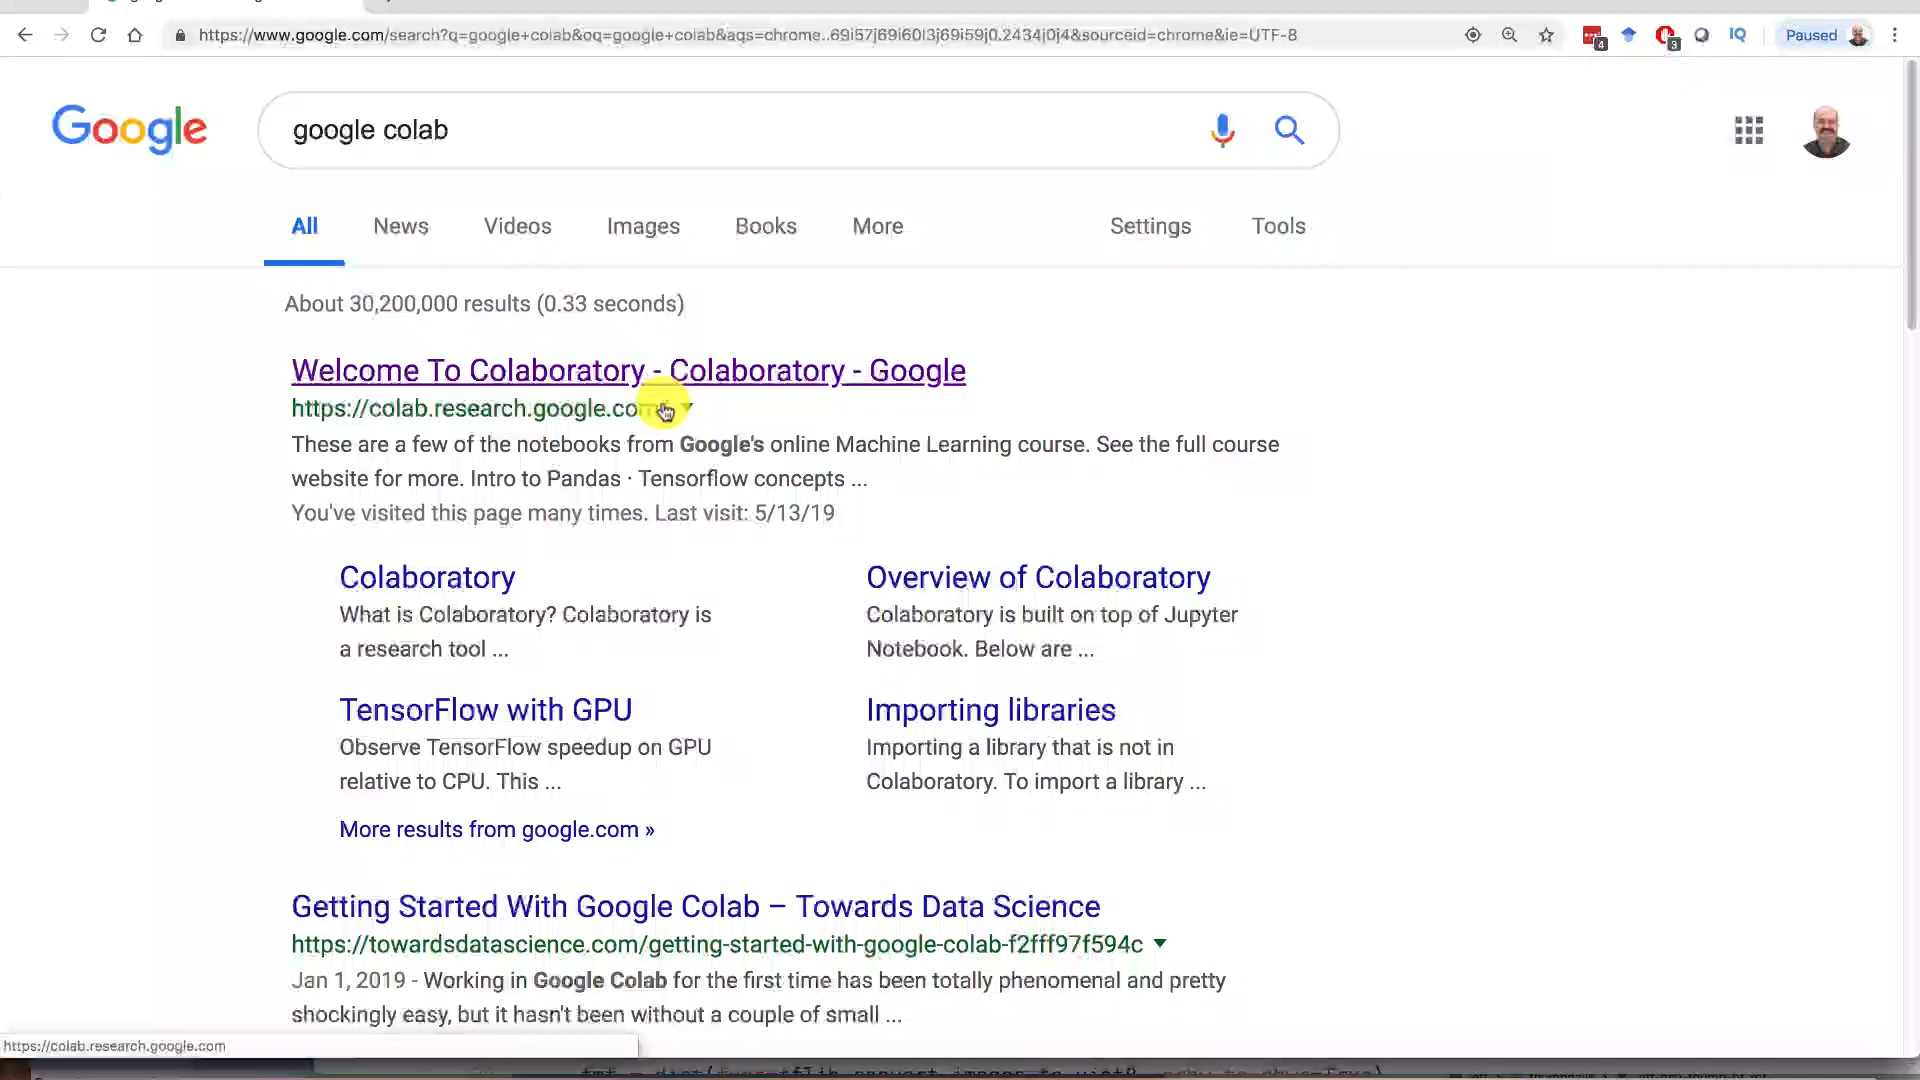 https://www.google.com/search?q=google+colab&oq=google+colab&aqs=chrome..69i57j69i60l3j69i59j0.2434j0j4&sourceid=chrome&ie=UTF-8
4
3
IQ
Paused
Google
google colab
All
News
Videos
Images
Books
More
Settings
Tools
About 30,200,000 results (0.33 seconds)
Welcome To Colaboratory - Colaboratory - Google
https://colab.research.google.com
These are a few of the notebooks from Google's online Machine Learning course. See the full course
website for more. Intro to Pandas · Tensorflow concepts ...
You've visited this page many times. Last visit: 5/13/19
Colaboratory
What is Colaboratory? Colaboratory is
a research tool ...
Overview of Colaboratory
Colaboratory is built on top of Jupyter
Notebook. Below are ...
TensorFlow with GPU
Observe TensorFlow speedup on GPU
relative to CPU. This ...
Importing libraries
Importing a library that is not in
Colaboratory. To import a library ...
More results from google.com »
Getting Started With Google Colab – Towards Data Science
https://towardsdatascience.com/getting-started-with-google-colab-f2fff97f594c
Jan 1, 2019 - Working in Google Colab for the first time has been totally phenomenal and pretty
shockingly easy, but it hasn't been without a couple of small ...
https://colab.research.google.com